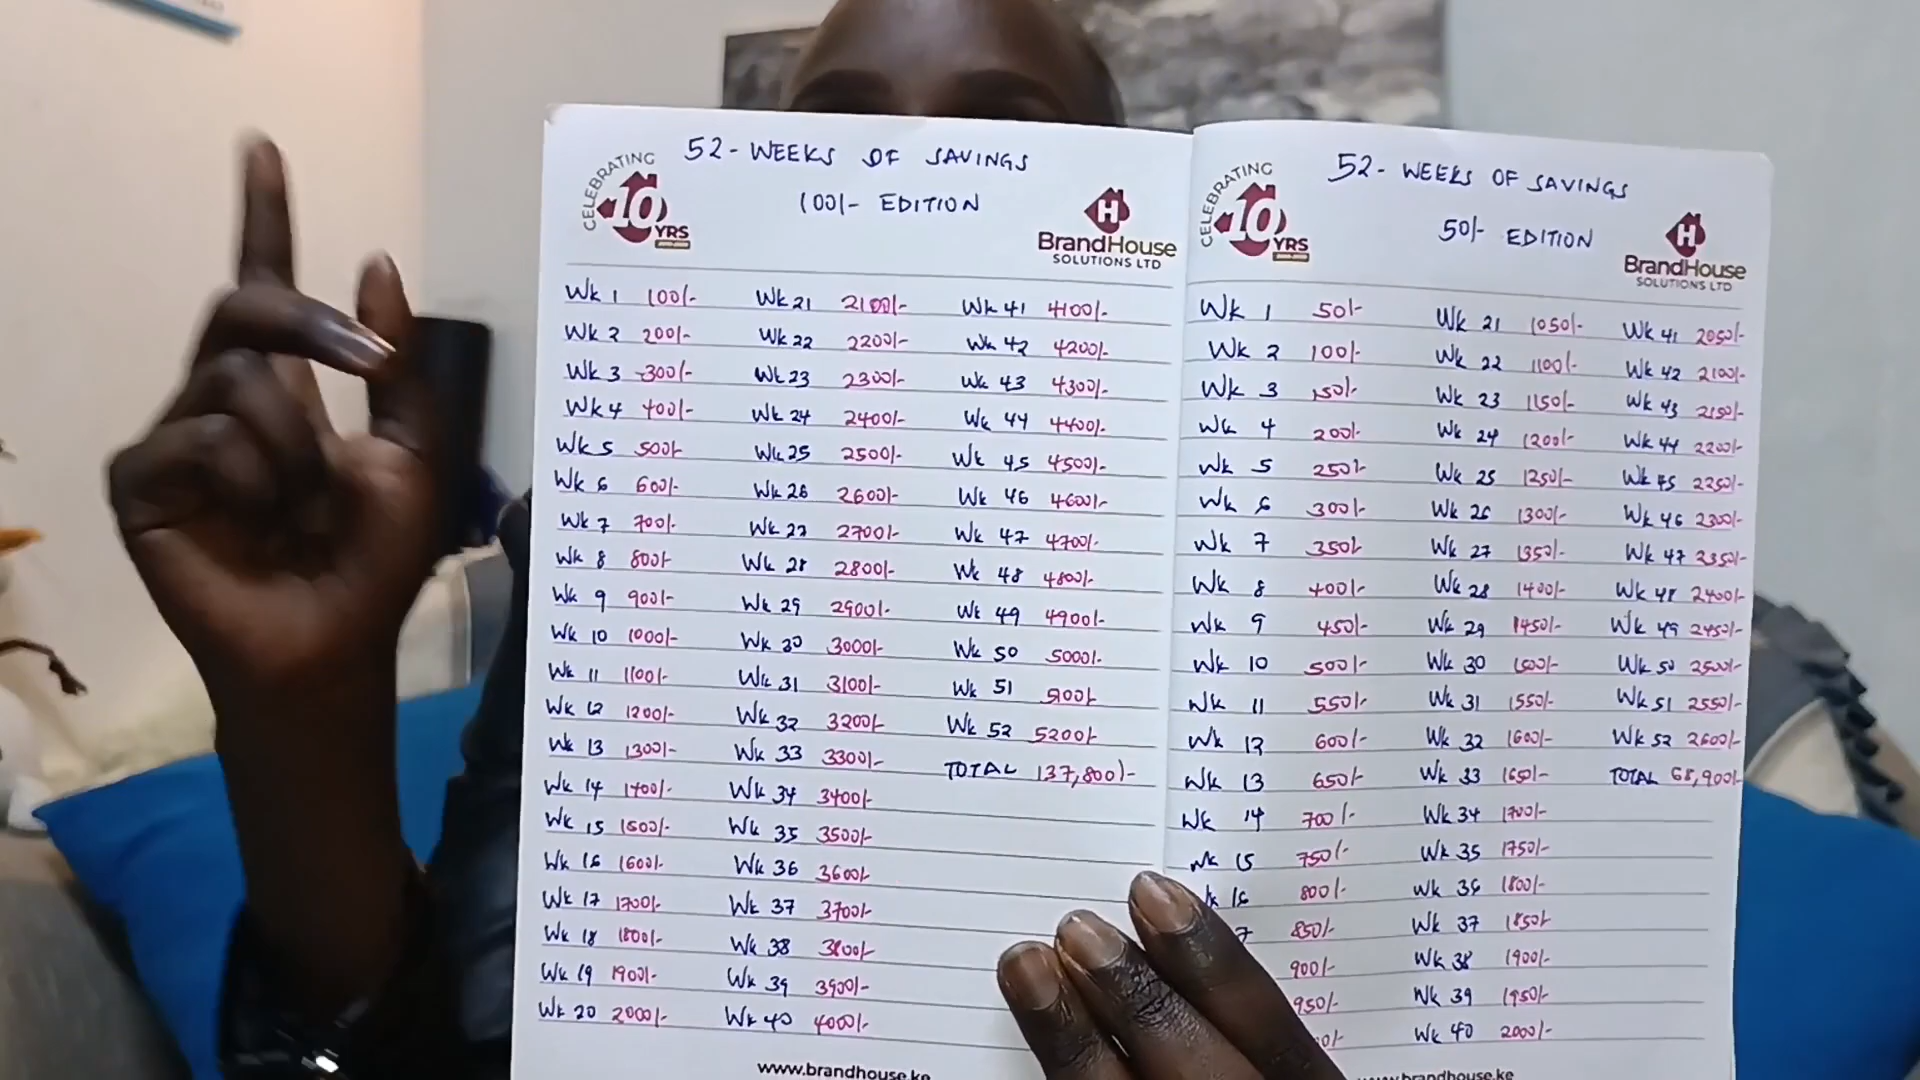 CELEBRATING
10
YRS
52 - WEEKS OF SAVINGS
100/- EDITION
H
BrandHouse
SOLUTIONS LTD
Wk 1 100/- Wk 21 2100/- Wk 41 4100/-
Wk 2 200/- Wk 22 2200/- Wk 42 4200/-
Wk 3 300/- Wk 23 2300/- Wk 43 4300/-
Wk 4 400/- Wk 24 2400/- Wk 44 4400/-
Wk 5 500/- Wk 25 2500/- Wk 45 4500/-
Wk 6 600/- Wk 26 2600/- Wk 46 4600/-
Wk 7 700/- Wk 27 2700/- Wk 47 4700/-
Wk 8 800/- Wk 28 2800/- Wk 48 4800/-
Wk 9 900/- Wk 29 2900/- Wk 49 4900/-
Wk 10 1000/- Wk 30 3000/- Wk 50 5000/-
Wk 11 1100/- Wk 31 3100/- Wk 51 5100/-
Wk 12 1200/- Wk 32 3200/- Wk 52 5200/-
Wk 13 1300/- Wk 33 3300/- TOTAL 137,800/-
Wk 14 1400/- Wk 34 3400/-
Wk 15 1500/- Wk 35 3500/-
Wk 16 1600/- Wk 36 3600/-
Wk 17 1700/- Wk 37 3700/-
Wk 18 1800/- Wk 38 3800/-
Wk 19 1900/- Wk 39 3900/-
Wk 20 2000/- Wk 40 4000/-
www.brandhouse.ke
CELEBRATING
10
YRS
52 - WEEKS OF SAVINGS
50/- EDITION
H
BrandHouse
SOLUTIONS LTD
Wk 1 50/- Wk 21 1050/- Wk 41 2050/-
Wk 2 100/- Wk 22 1100/- Wk 42 2100/-
Wk 3 150/- Wk 23 1150/- Wk 43 2150/-
Wk 4 200/- Wk 24 1200/- Wk 44 2200/-
Wk 5 250/- Wk 25 1250/- Wk 45 2250/-
Wk 6 300/- Wk 26 1300/- Wk 46 2300/-
Wk 7 350/- Wk 27 1350/- Wk 47 2350/-
Wk 8 400/- Wk 28 1400/- Wk 48 2400/-
Wk 9 450/- Wk 29 1450/- Wk 49 2450/-
Wk 10 500/- Wk 30 1500/- Wk 50 2500/-
Wk 11 550/- Wk 31 1550/- Wk 51 2550/-
Wk 12 600/- Wk 32 1600/- Wk 52 2600/-
Wk 13 650/- Wk 33 1650/- TOTAL 68,900/-
Wk 14 700/- Wk 34 1700/-
Wk 15 750/- Wk 35 1750/-
k 16 800/- Wk 36 1800/-
7 850/- Wk 37 1850/-
900/- Wk 38 1900/-
950/- Wk 39 1950/-
Wk 40 2000/-
www.brandhouse.ke